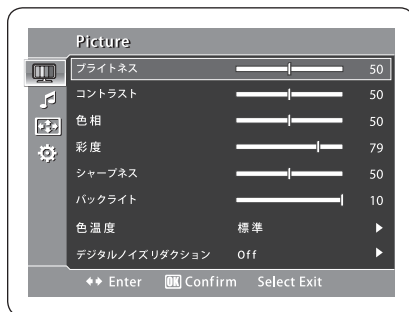 Picture
ブライトネス 50
コントラスト 50
色相 50
彩度 79
シャープネス 50
バックライト 10
色温度 標準
デジタルノイズリダクション Off
Enter OK Confirm Select Exit